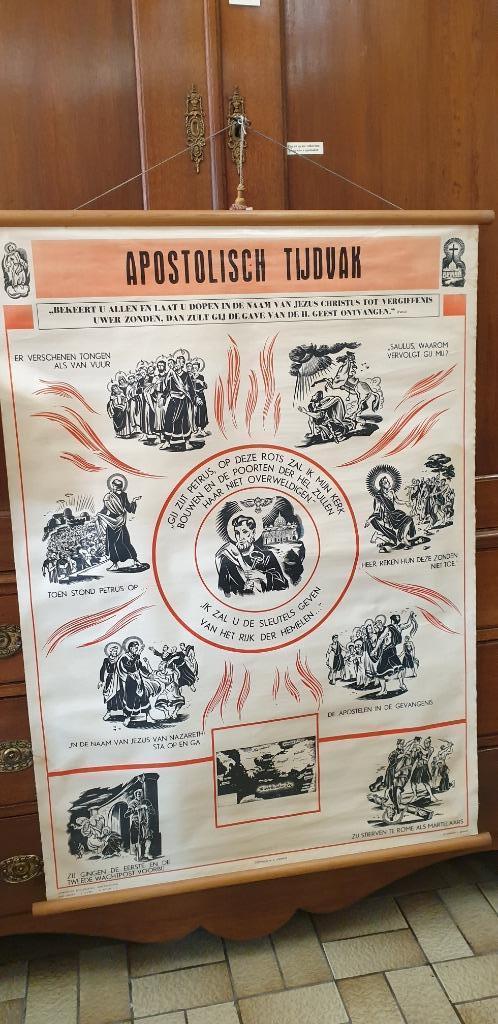 APOSTOLISCH TIJDVAK
„BEKEERT U ALLEN EN LAAT U DOPEN IN DE NAAM VAN JEZUS CHRISTUS TOT VERGIFFENIS
UWER ZONDEN, DAN ZULT GIJ DE GAVE VAN DE H. GEEST ONTVANGEN."
ER VERSCHENEN TONGEN
ALS VAN VUUR
„SAULUS, WAAROM
VERVOLGT GIJ MIJ?
„GIJ ZIJT PETRUS, OP DEZE ROTS ZAL IK MIJN KERK
BOUWEN EN DE POORTEN DER HEL ZULLEN
HAAR NIET OVERWELDIGEN."
„IK ZAL U DE SLEUTELS GEVEN
VAN HET RIJK DER HEMELEN..."
TOEN STOND PETRUS OP
„HEER, REKEN HUN DEZE ZONDEN
NIET TOE."
„IN DE NAAM VAN JEZUS VAN NAZARETH
STA OP EN GA
DE APOSTELEN IN DE GEVANGENIS
ZIJ GINGEN DE EERSTE EN DE
TWEEDE WACHTPOST VOORBIJ
ZIJ STIERVEN TE ROME ALS MARTELAARS